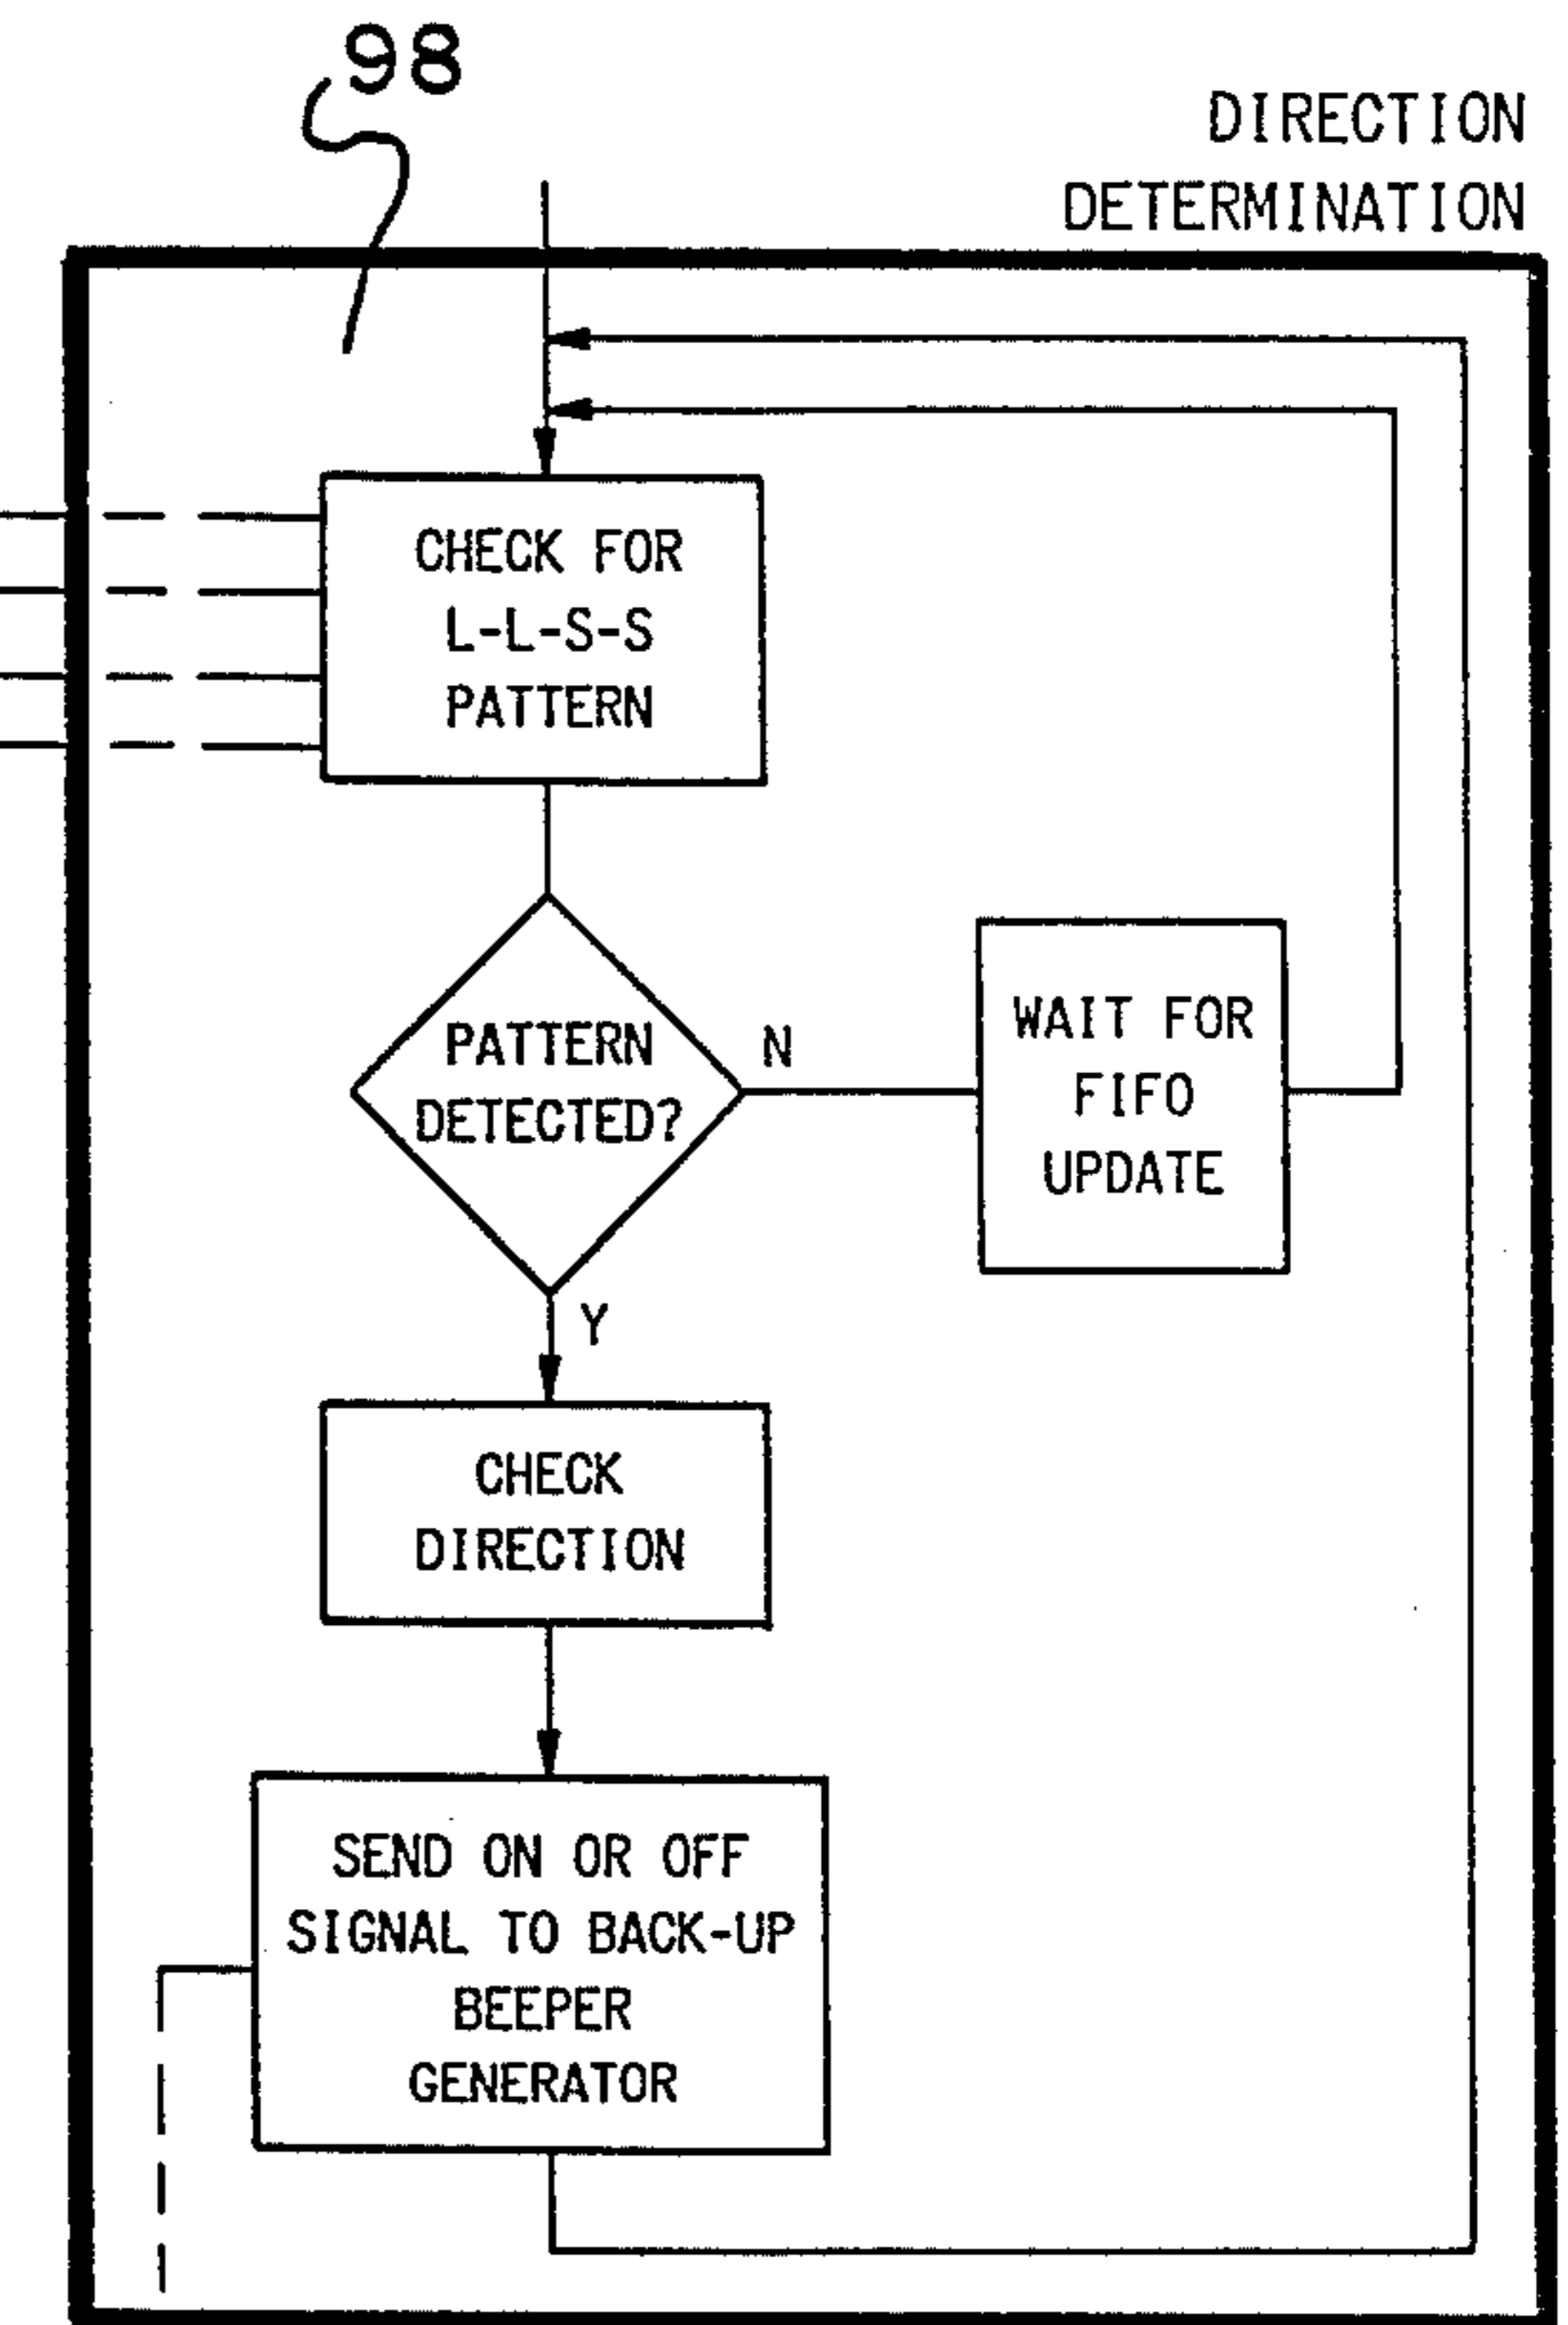 98
DIRECTION
DETERMINATION
CHECK FOR
L-L-S-S
PATTERN
PATTERN
DETECTED?
N
WAIT FOR
FIFO
UPDATE
Y
CHECK
DIRECTION
SEND ON OR OFF
SIGNAL TO BACK-UP
BEEPER
GENERATOR